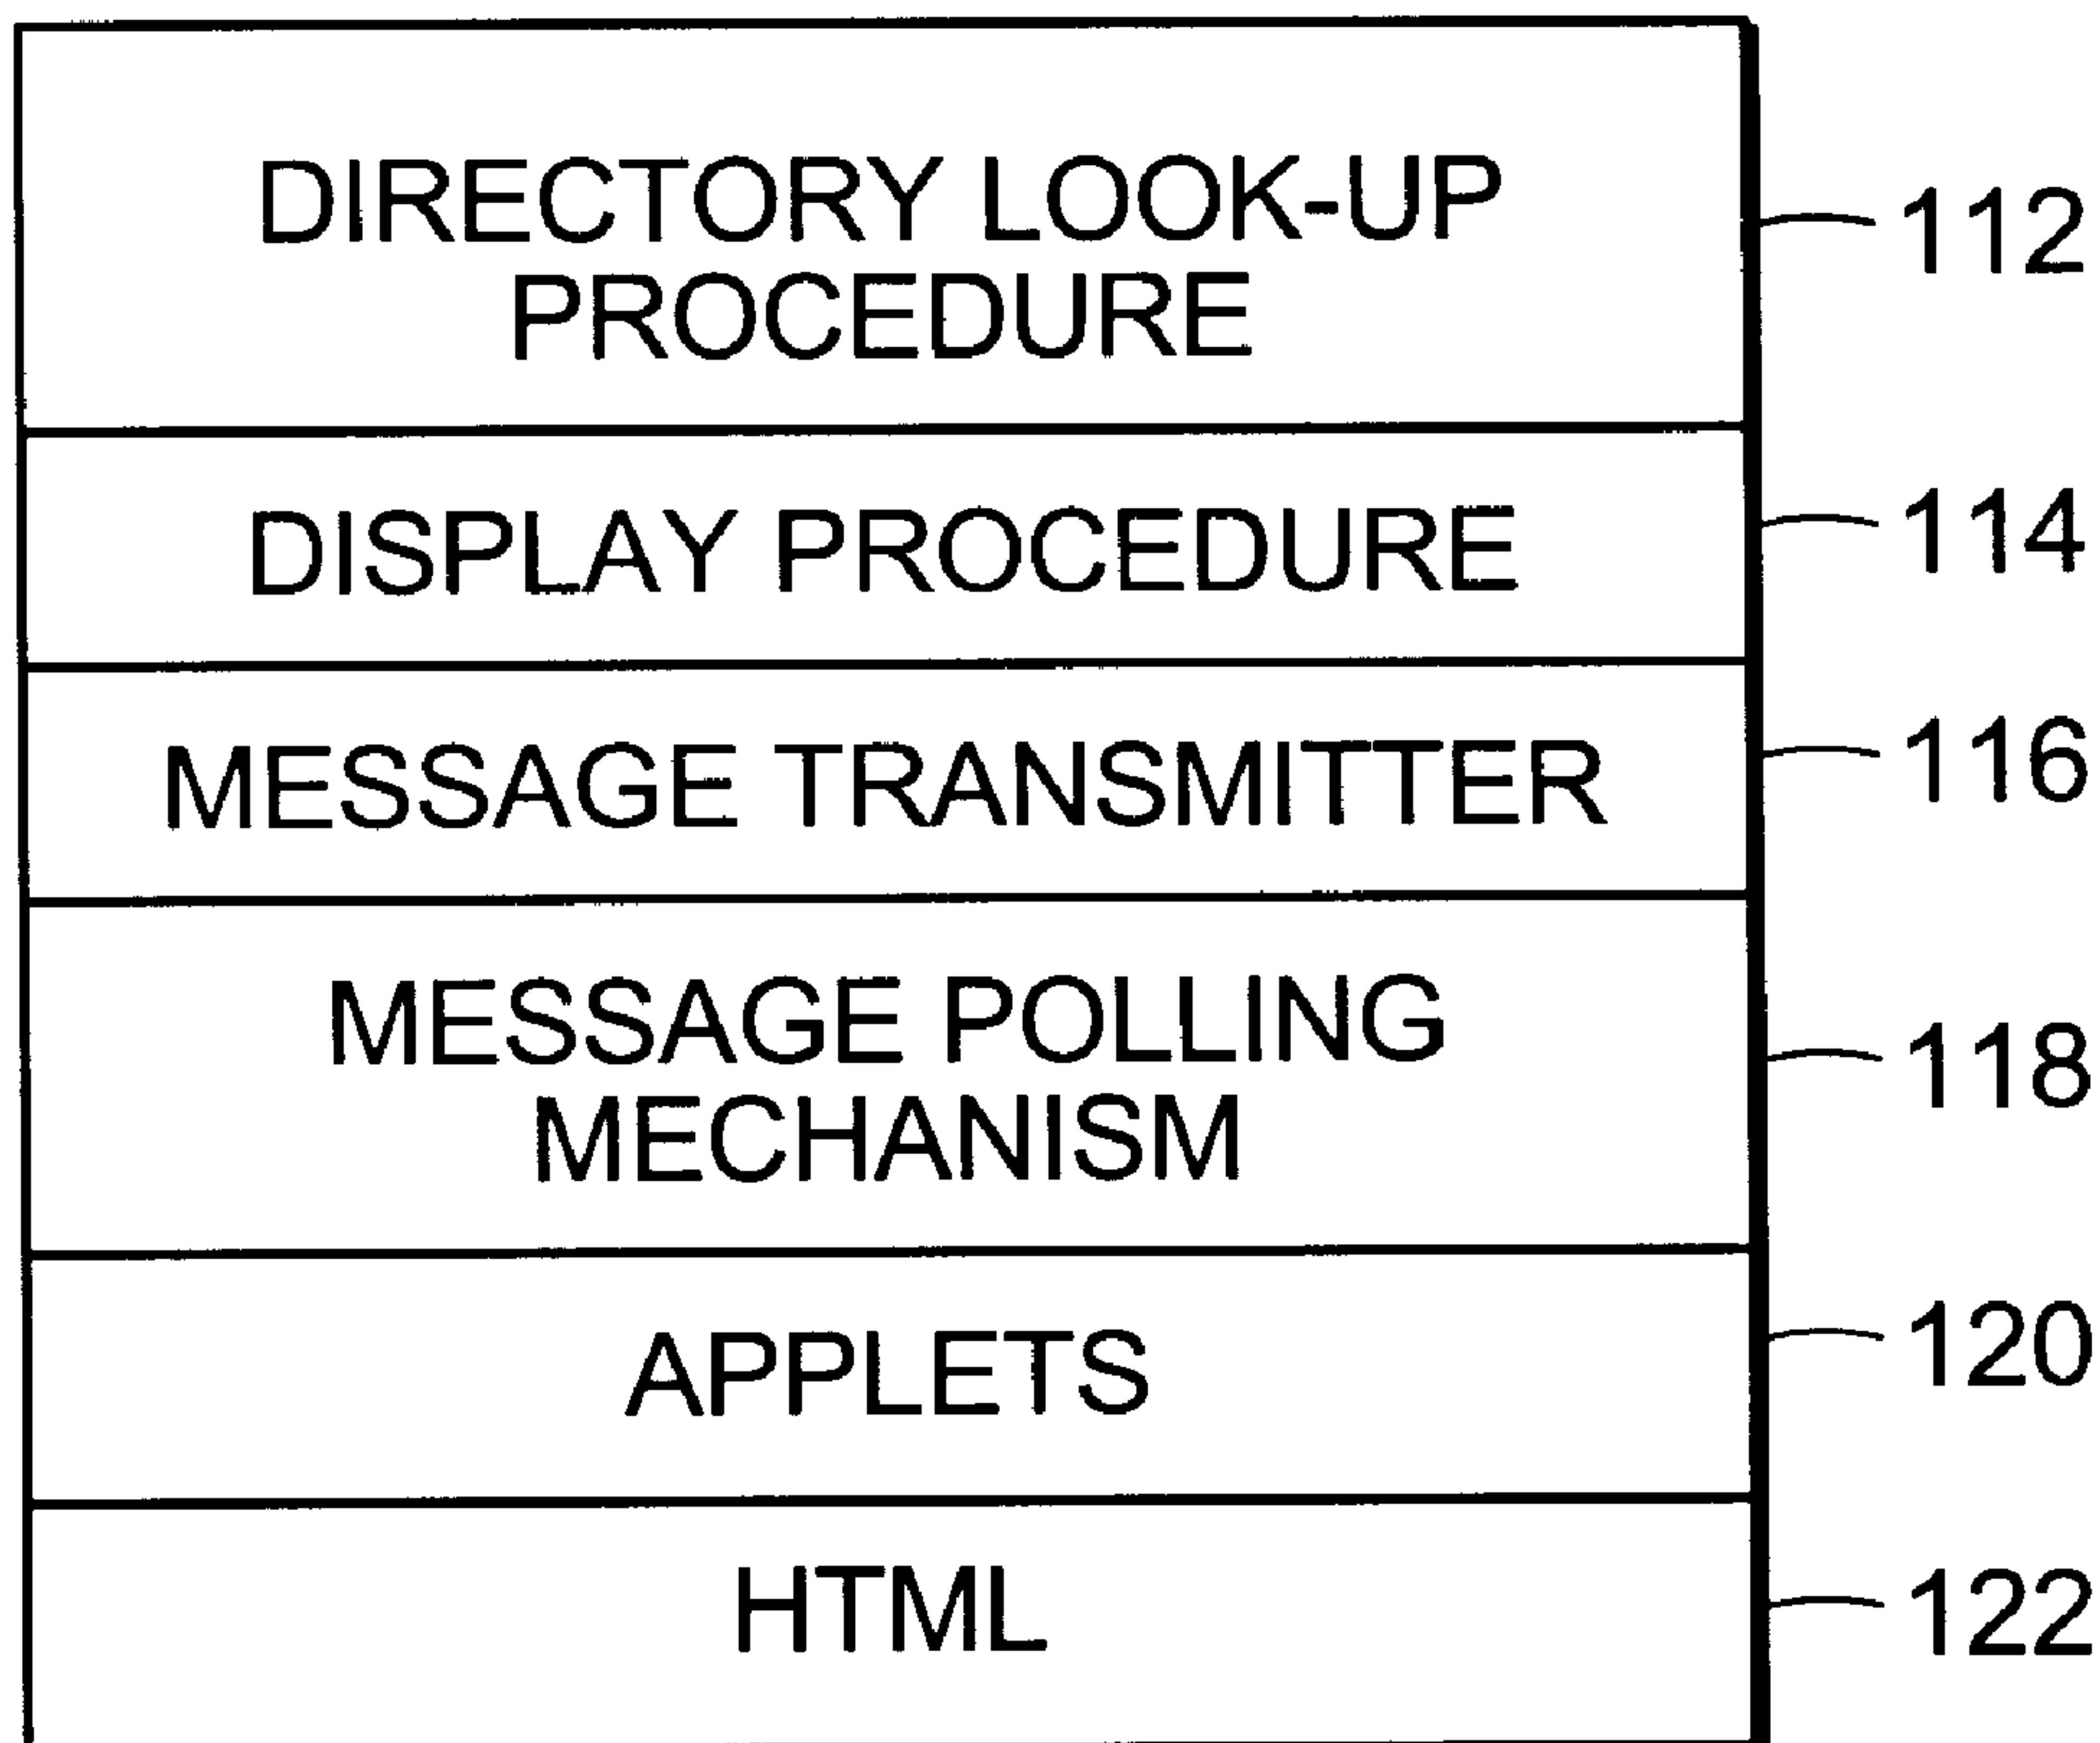 DIRECTORY LOOK-UP
PROCEDURE
112
DISPLAY PROCEDURE
114
MESSAGE TRANSMITTER
116
MESSAGE POLLING
MECHANISM
118
APPLETS
120
HTML
122